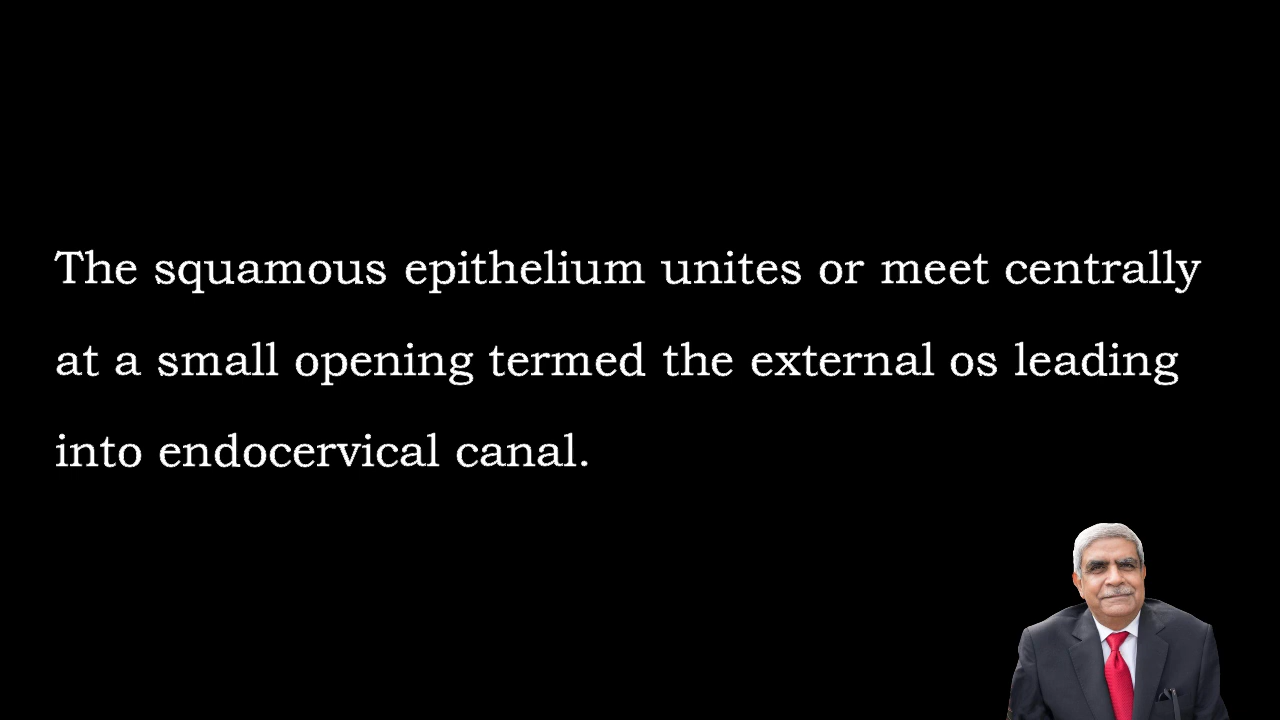 The squamous epithelium unites or meet centrally
at a small opening termed the external os leading
into endocervical canal.